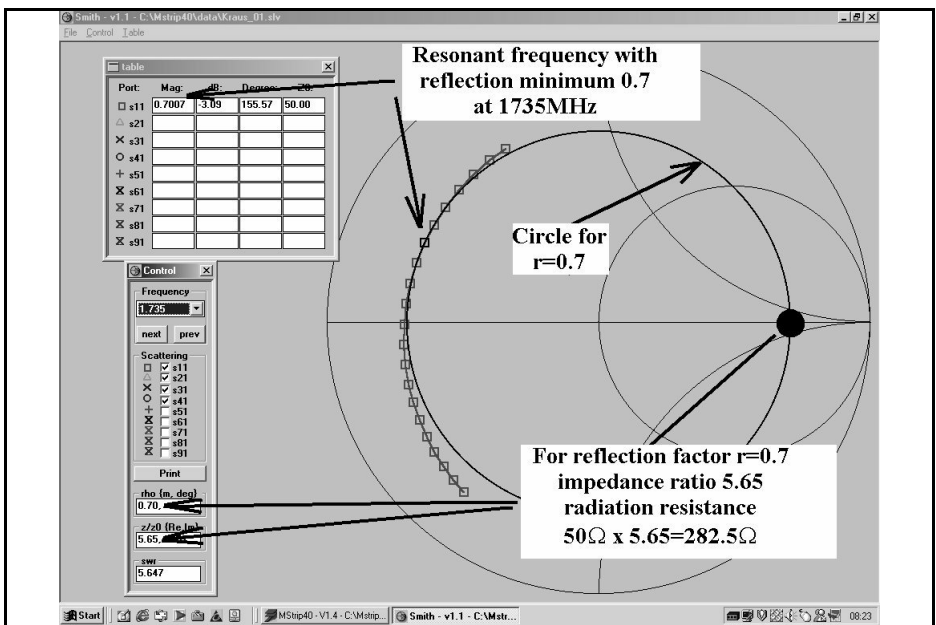 Smith - v1.1 - C:\Mstrip40\data\Kraus_01.slv
File Control Table
table
Port: Mag: dB: Degree: Z0:
s11 0.7007 -3.09 155.57 50.00
s21
s31
s41
s51
s61
s71
s81
s91
Resonant frequency with
reflection minimum 0.7
at 1735MHz
Circle for
r=0.7
Control
Frequency
1.735
next prev
Scattering
s11
s21
s31
s41
s51
s61
s71
s81
s91
Print
rho {m, deg}
0.70,
z/z0 {Re Im}
5.65,
swr
5.647
For reflection factor r=0.7
impedance ratio 5.65
radiation resistance
50Ω x 5.65=282.5Ω
Start MStrip40 - V1.4 - C:\Mstrip... Smith - v1.1 - C:\Mstr... 08:23